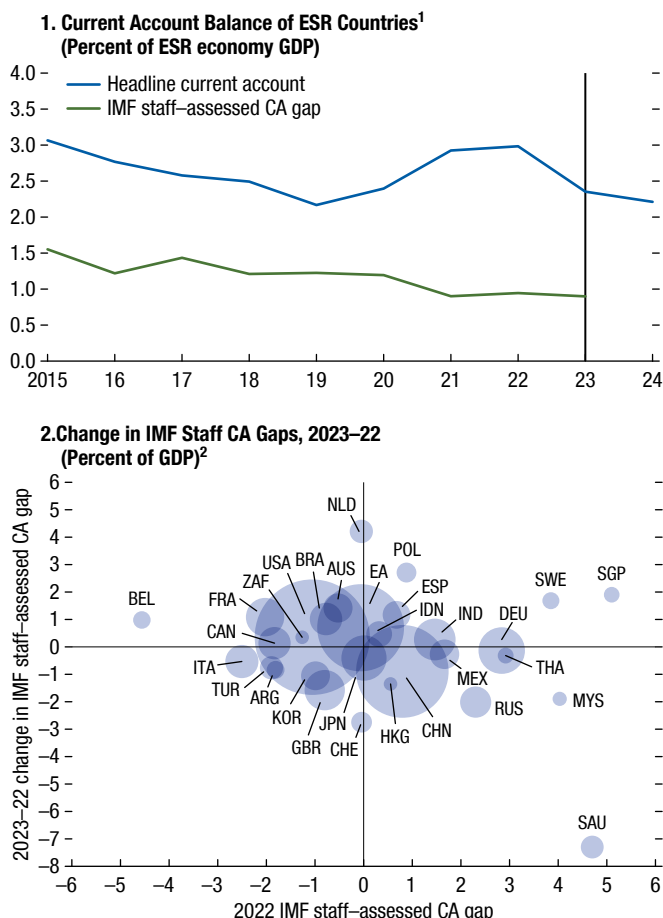 1. Current Account Balance of ESR Countries1
(Percent of ESR economy GDP)
4.0
3.5
3.0
2.5
2.0
1.5
1.0
0.5
0.0
Headline current account
IMF staff–assessed CA gap
2015 16 17 18 19 20 21 22 23 24
2.Change in IMF Staff CA Gaps, 2023–22
(Percent of GDP)2
2023–22 change in IMF staff–assessed CA gap
6
5
4
3
2
1
0
–1
–2
–3
–4
–5
–6
–7
–8
NLD
POL
USA BRA AUS EA
ZAF ESP SWE SGP
BEL FRA IDN IND DEU
CAN
ITA THA
TUR ARG MEX
KOR JPN RUS MYS
GBR CHE HKG CHN
SAU
–6 –5 –4 –3 –2 –1 0 1 2 3 4 5 6
2022 IMF staff–assessed CA gap